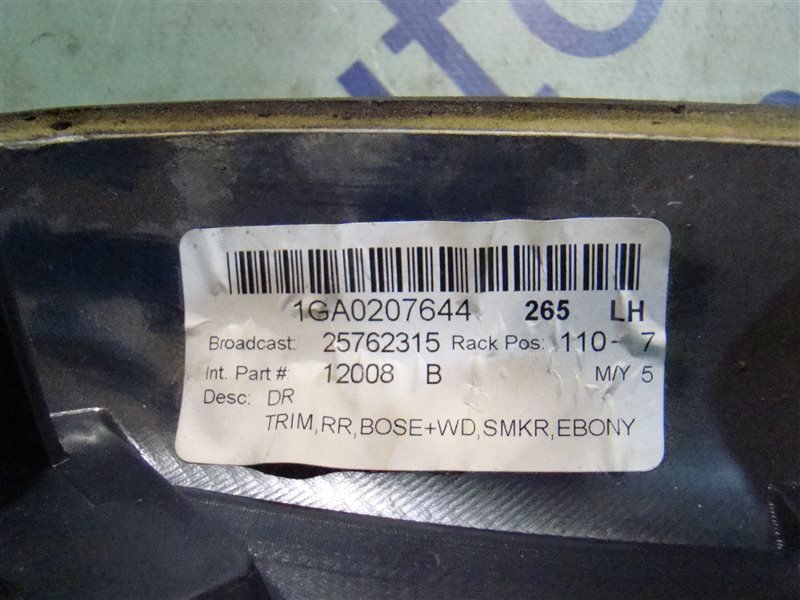 1GA0207644 265 LH
Broadcast: 25762315 Rack Pos: 110- 7
Int. Part #: 12008 B M/Y 5
Desc: DR
TRIM,RR,BOSE+WD,SMKR,EBONY